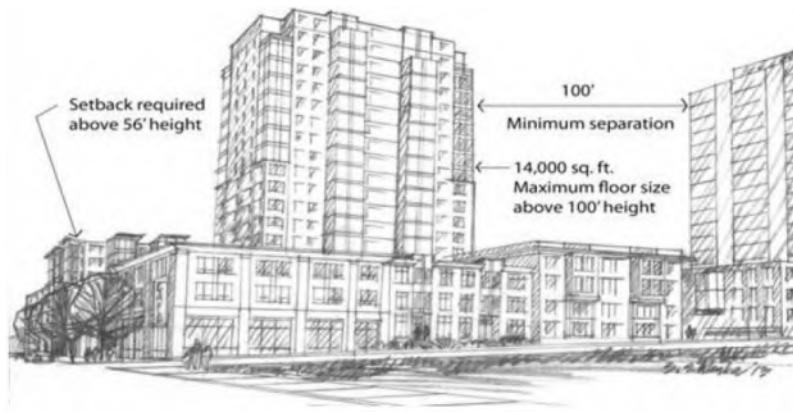 Setback required
above 56' height
100'
Minimum separation
14,000 sq. ft.
Maximum floor size
above 100' height